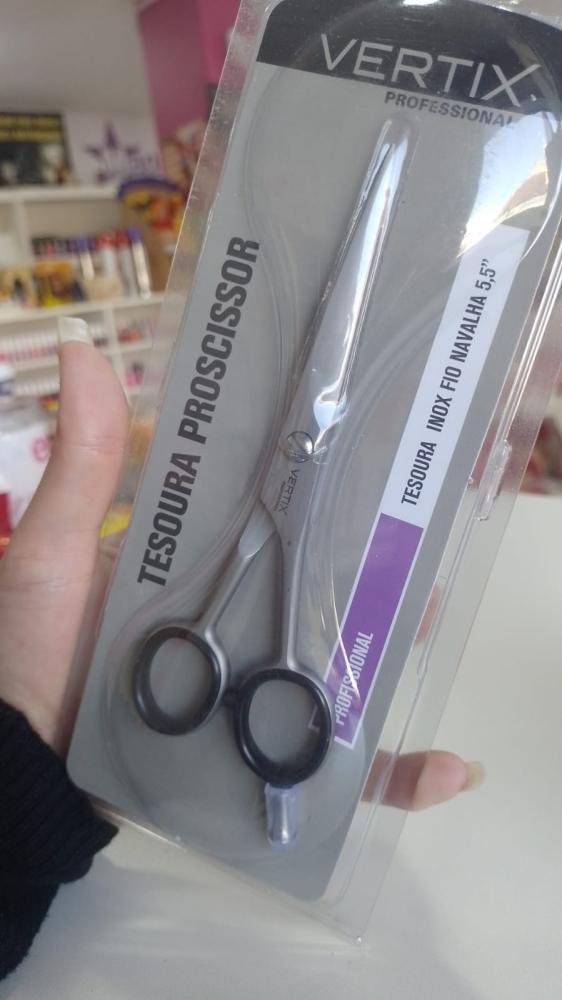 VERTIX
PROFESSIONAL
TESOURA PROSCISSOR
TESOURA INOX FIO NAVALHA 5,5”
PROFISSIONAL
VERTIX